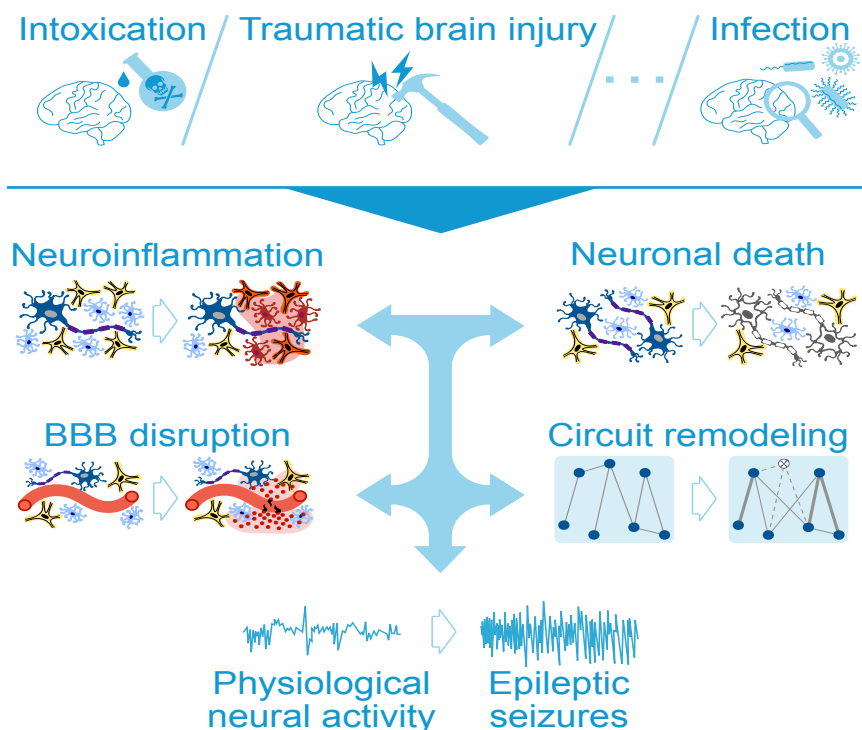 Intoxication
Traumatic brain injury
. . .
Infection
Neuroinflammation
Neuronal death
BBB disruption
Circuit remodeling
Physiological
neural activity
Epileptic
seizures